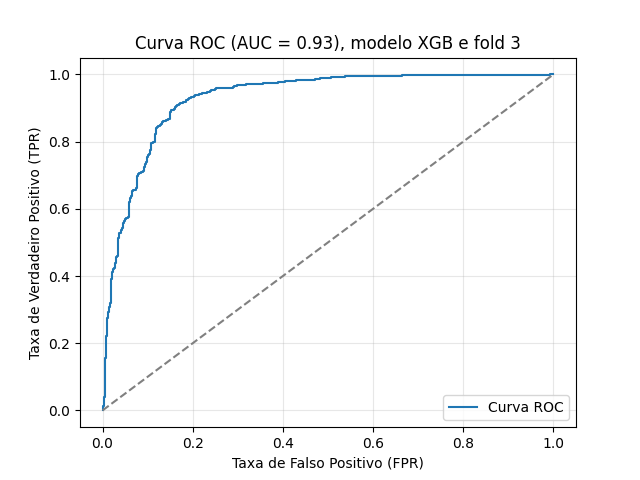 Curva ROC (AUC = 0.93), modelo XGB e fold 3
Taxa de Verdadeiro Positivo (TPR)
1.0
0.8
0.6
0.4
0.2
0.0
Curva ROC
0.0 0.2 0.4 0.6 0.8 1.0
Taxa de Falso Positivo (FPR)